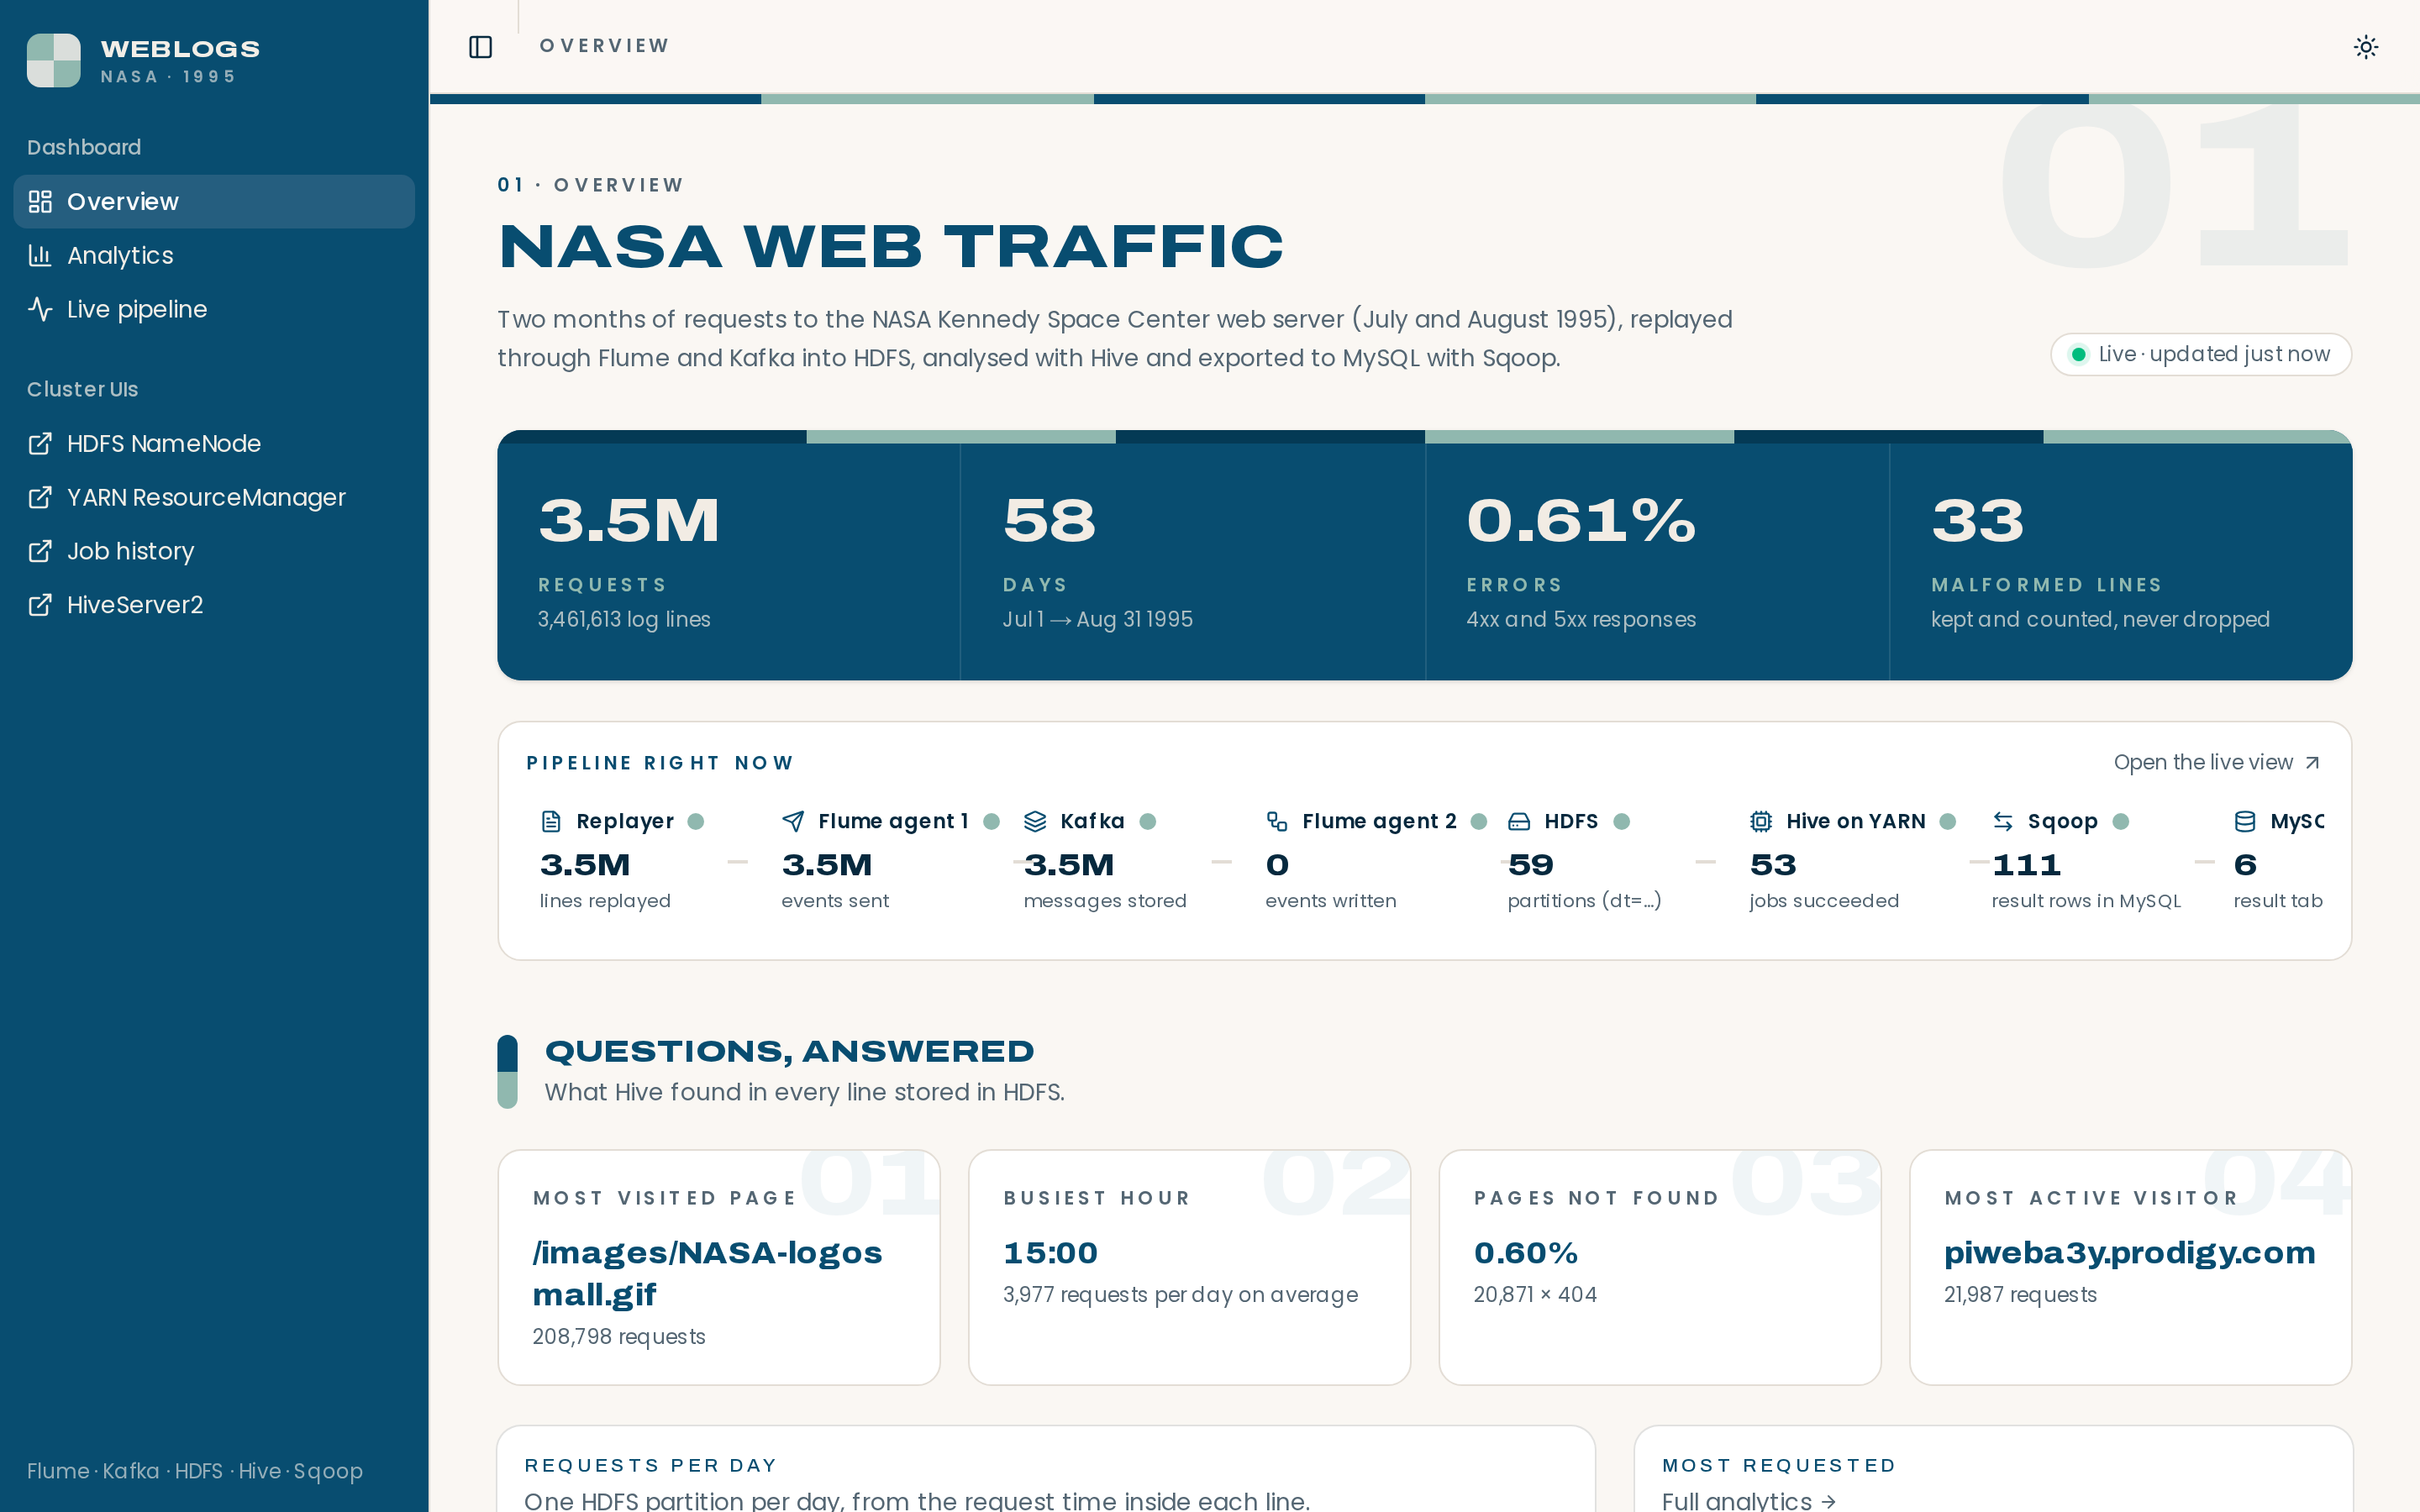 WEBLOGS
NASA · 1995
Dashboard
Overview
Analytics
Live pipeline
Cluster UIs
HDFS NameNode
YARN ResourceManager
Job history
HiveServer2
Flume · Kafka · HDFS · Hive · Sqoop
OVERVIEW
01
01 · OVERVIEW
NASA WEB TRAFFIC
Two months of requests to the NASA Kennedy Space Center web server (July and August 1995), replayed
through Flume and Kafka into HDFS, analysed with Hive and exported to MySQL with Sqoop.
Live · updated just now
3.5M
REQUESTS
3,461,613 log lines
58
DAYS
Jul 1 → Aug 31 1995
0.61%
ERRORS
4xx and 5xx responses
33
MALFORMED LINES
kept and counted, never dropped
PIPELINE RIGHT NOW
Open the live view
Replayer
3.5M
lines replayed
Flume agent 1
3.5M
events sent
Kafka
3.5M
messages stored
Flume agent 2
0
events written
HDFS
59
partitions (dt=…)
Hive on YARN
53
jobs succeeded
Sqoop
111
result rows in MySQL
6
result tab
QUESTIONS, ANSWERED
What Hive found in every line stored in HDFS.
01
MOST VISITED PAGE
/images/NASA-logos
mall.gif
208,798 requests
02
BUSIEST HOUR
15:00
3,977 requests per day on average
03
PAGES NOT FOUND
0.60%
20,871 × 404
04
MOST ACTIVE VISITOR
piweba3y.prodigy.com
21,987 requests
REQUESTS PER DAY
One HDFS partition per day, from the request time inside each line.
MOST REQUESTED
Full analytics →